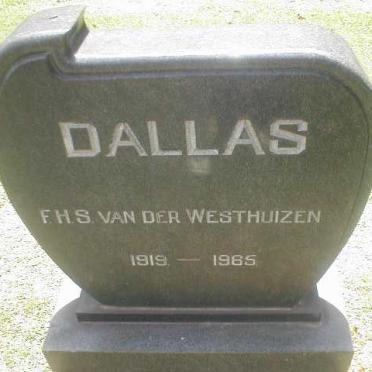 DALLAS
F.H.S. VAN DER WESTHUIZEN
1919 — 1965